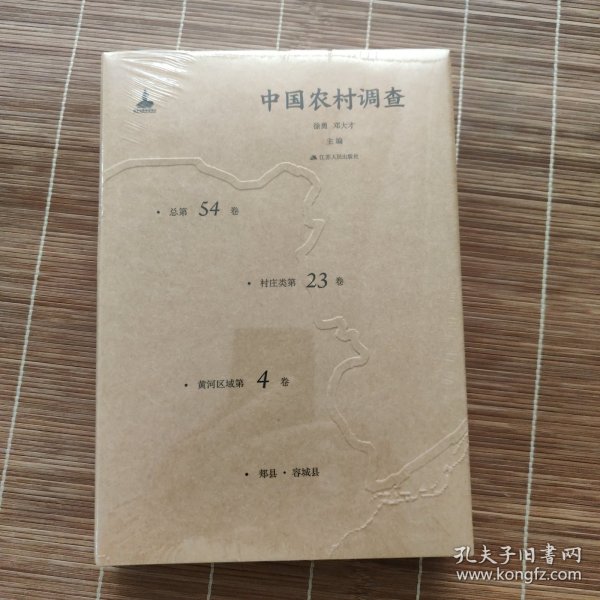 中国农村调查
徐勇 邓大才
主编
江苏人民出版社
• 总第 54 卷
• 村庄类第 23 卷
• 黄河区域第 4 卷
• 郏县 · 容城县
孔夫子旧书网
www.kongfz.com